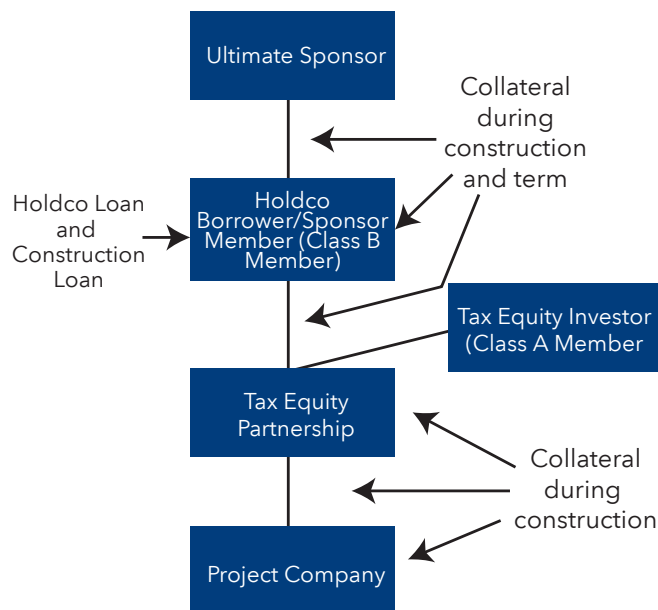 Ultimate Sponsor
Collateral
during
construction
and term
Holdco Loan
and
Construction
Loan
Holdco
Borrower/Sponsor
Member (Class B
Member)
Tax Equity Investor
(Class A Member
Tax Equity
Partnership
Collateral
during
construction
Project Company